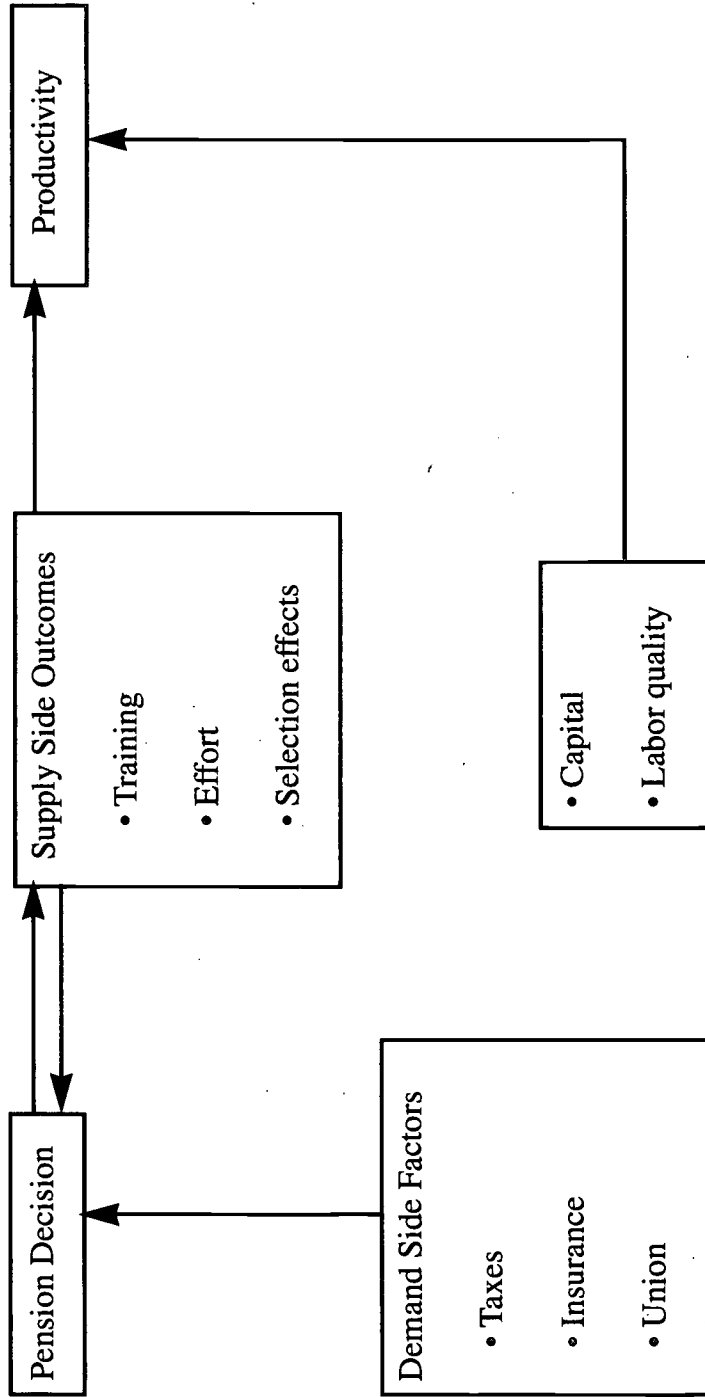 Pension Decision
Supply Side Outcomes
• Training
• Effort
• Selection effects
Productivity
Demand Side Factors
• Taxes
• Insurance
• Union
• Capital
• Labor quality